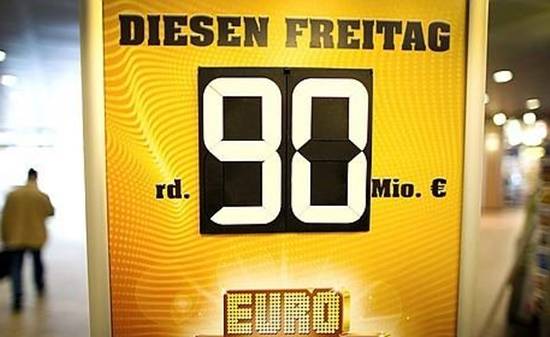 DIESEN FREITAG
rd. 90 Mio. €
EURO